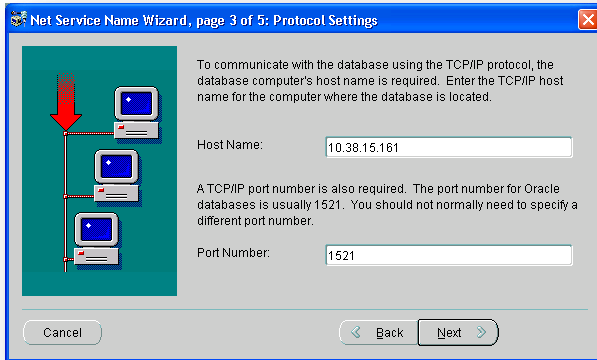 Net Service Name Wizard, page 3 of 5: Protocol Settings
To communicate with the database using the TCP/IP protocol, the
database computer's host name is required. Enter the TCP/IP host
name for the computer where the database is located.
Host Name:
10.38.15.161
A TCP/IP port number is also required. The port number for Oracle
databases is usually 1521. You should not normally need to specify a
different port number.
Port Number:
1521
Cancel
Back
Next